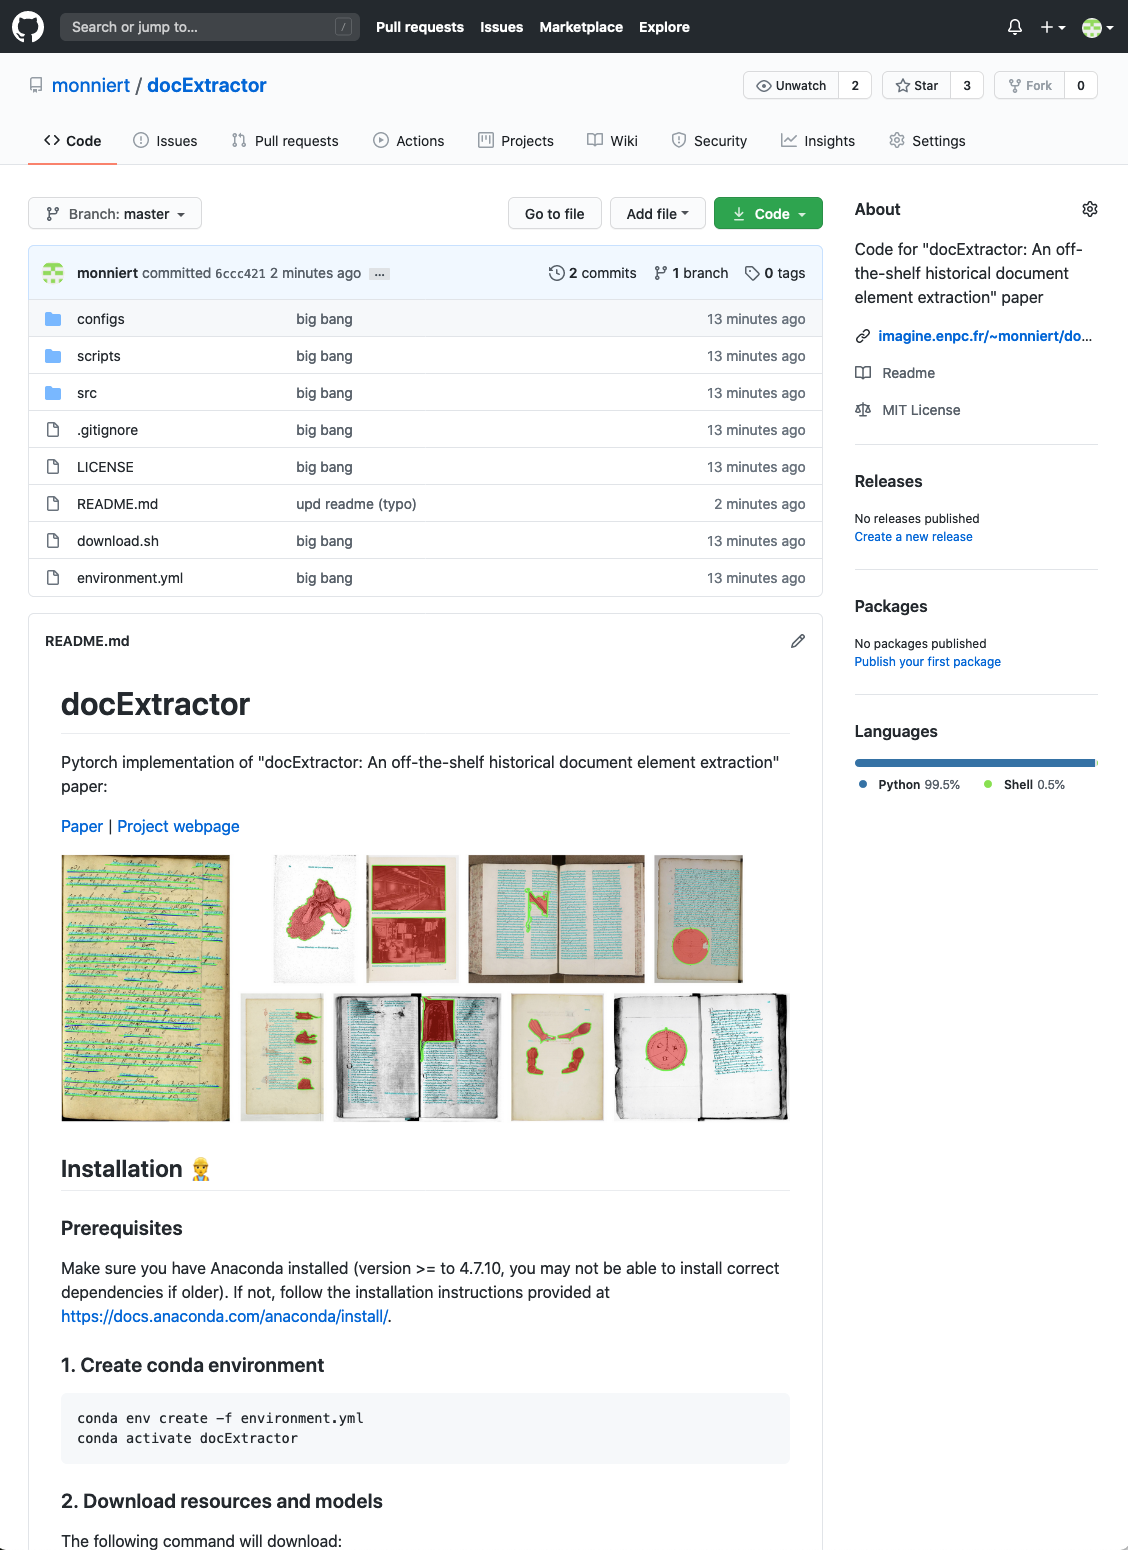 Search or jump to... /
Pull requests Issues Marketplace Explore
monniert / docExtractor
Unwatch 2 Star 3 Fork 0
Code Issues Pull requests Actions Projects Wiki Security Insights Settings
Branch: master Go to file Add file Code
monniert committed 6ccc421 2 minutes ago ... 2 commits 1 branch 0 tags
configs big bang 13 minutes ago
scripts big bang 13 minutes ago
src big bang 13 minutes ago
.gitignore big bang 13 minutes ago
LICENSE big bang 13 minutes ago
README.md upd readme (typo) 2 minutes ago
download.sh big bang 13 minutes ago
environment.yml big bang 13 minutes ago
README.md
docExtractor
Pytorch implementation of "docExtractor: An off-the-shelf historical document element extraction"
paper:
Paper | Project webpage
Installation 👷
Prerequisites
Make sure you have Anaconda installed (version >= to 4.7.10, you may not be able to install correct
dependencies if older). If not, follow the installation instructions provided at
https://docs.anaconda.com/anaconda/install/.
1. Create conda environment
conda env create -f environment.yml
conda activate docExtractor
2. Download resources and models
The following command will download:
About
Code for "docExtractor: An off-
the-shelf historical document
element extraction" paper
imagine.enpc.fr/~monniert/do...
Readme
MIT License
Releases
No releases published
Create a new release
Packages
No packages published
Publish your first package
Languages
Python 99.5% Shell 0.5%